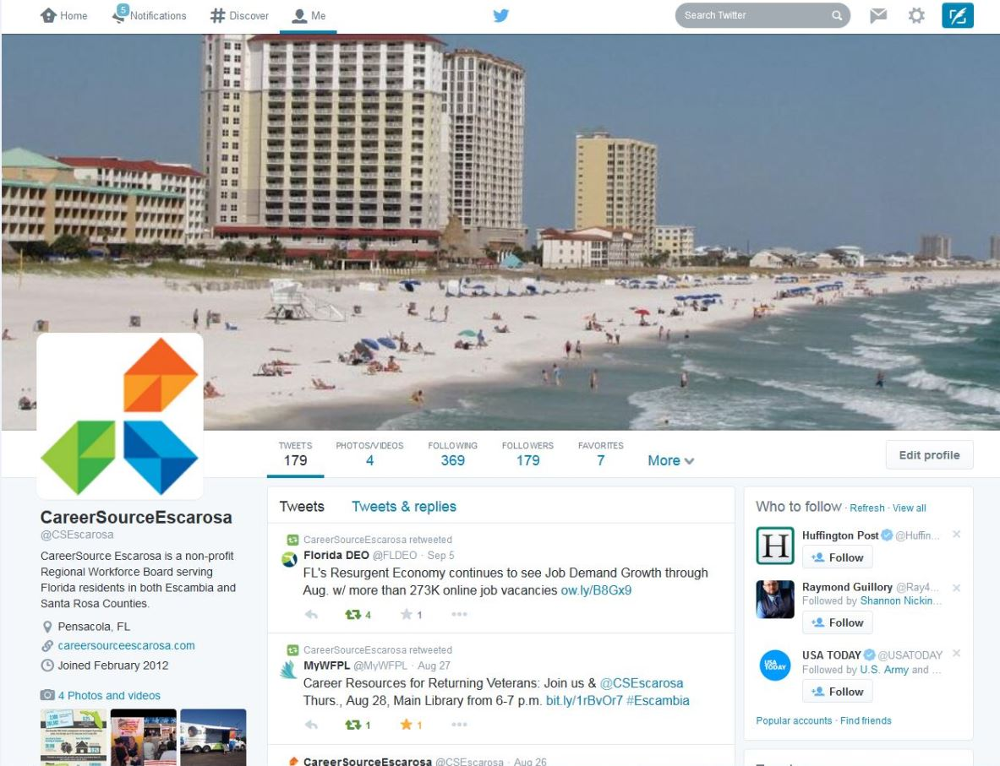 Home 5 Notifications # Discover Me Search Twitter
TWEETS PHOTOS/VIDEOS FOLLOWING FOLLOWERS FAVORITES
179 4 369 179 7 More Edit profile
CareerSourceEscarosa
@CSEscarosa
CareerSource Escarosa is a non-profit
Regional Workforce Board serving
Florida residents in both Escambia and
Santa Rosa Counties.
Pensacola, FL
careersourceescarosa.com
Joined February 2012
4 Photos and videos
Tweets Tweets & replies
CareerSourceEscarosa retweeted
Florida DEO @FLDEO · Sep 5
FL's Resurgent Economy continues to see Job Demand Growth through
Aug. w/ more than 273K online job vacancies ow.ly/B8Gx9
4 1 •••
CareerSourceEscarosa retweeted
MyWFPL @MyWFPL · Aug 27
Career Resources for Returning Veterans: Join us & @CSEscarosa
Thurs., Aug 28, Main Library from 6-7 p.m. bit.ly/1rBvOr7 #Escambia
1 1 •••
CareerSourceEscarosa @CSEscarosa · Aug 26
Who to follow · Refresh · View all
H
Huffington Post @Huffin...
Follow
Raymond Guillory @Ray4...
Followed by Shannon Nickin...
Follow
USA TODAY
USA TODAY @USATODAY
Followed by U.S. Army and ...
Follow
Popular accounts · Find friends